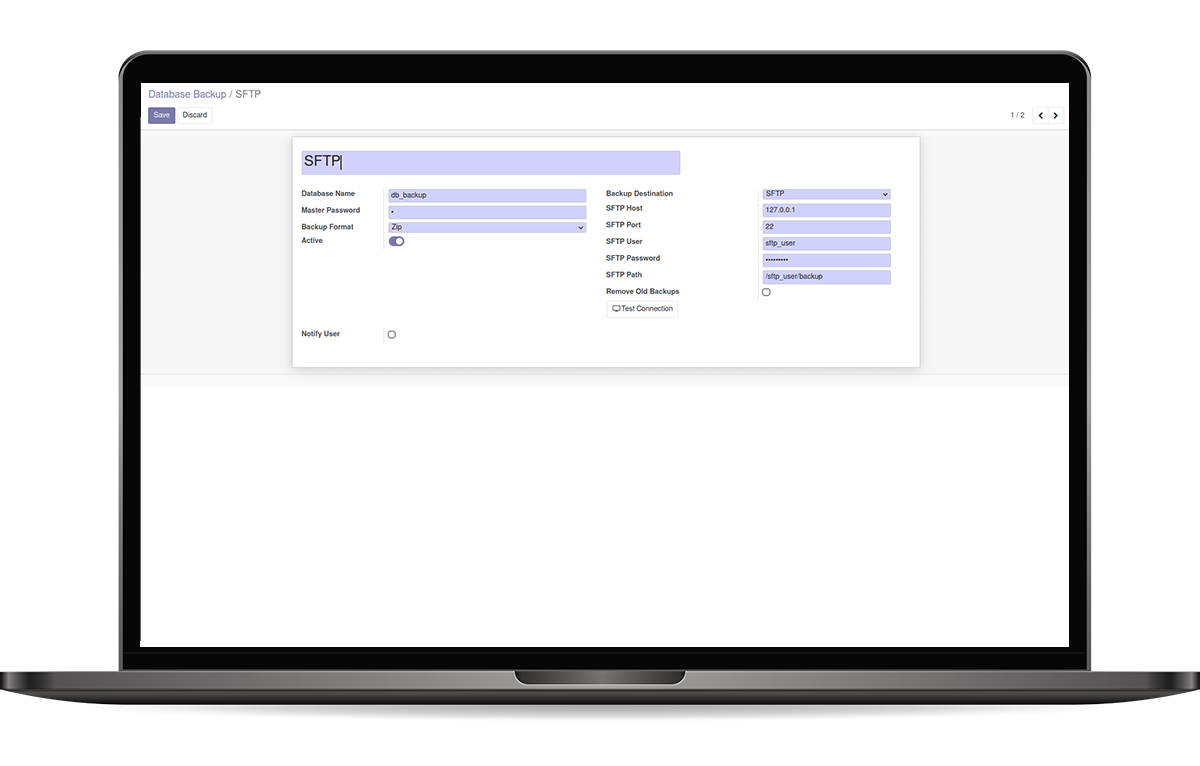 Database Backup / SFTP
Save Discard
1 / 2
SFTP
Database Name db_backup
Master Password •
Backup Format Zip
Active
Backup Destination SFTP
SFTP Host 127.0.0.1
SFTP Port 22
SFTP User sftp_user
SFTP Password •••••••••
SFTP Path /sftp_user/backup
Remove Old Backups
Test Connection
Notify User